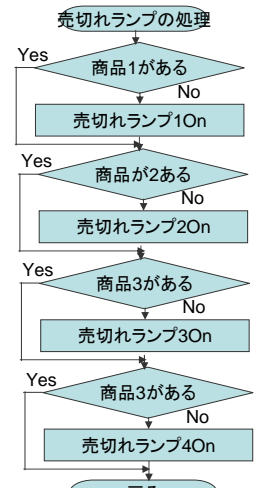 売切れランプの処理
Yes
商品1がある
No
売切れランプ1On
Yes
商品が2ある
No
売切れランプ2On
Yes
商品3がある
No
売切れランプ3On
Yes
商品3がある
No
売切れランプ4On